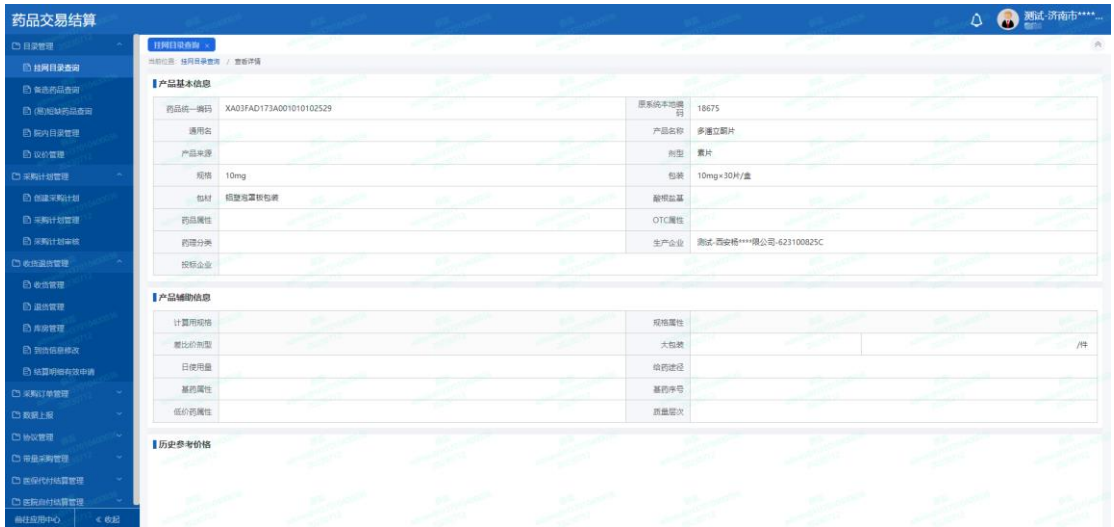 药品交易结算
测试-济南市****...
目录管理
挂网目录查询
候选药品查询
(易)短缺药品查询
院内目录管理
议价管理
采购计划管理
创建采购计划
采购计划管理
采购计划审核
收货退货管理
收货管理
退货管理
库房管理
到货信息修改
结算明细有效申请
采购订单管理
数据上报
协议管理
带量采购管理
医保代付结算管理
医院自付结算管理
前往应用中心
< 收起
挂网目录查询 ×
当前位置: 挂网目录查询 / 查看详情
产品基本信息
药品统一编码 XA03FAD173A001010102529 原系统本地编码 18675
通用名 产品名称 多潘立酮片
产品来源 剂型 素片
规格 10mg 包装 10mg×30片/盒
包材 铝塑泡罩板包装 酸根盐基
药品属性 OTC属性
药理分类 生产企业 测试-西安杨****限公司-623100825C
投标企业
产品辅助信息
计算用规格 规格属性
差比价剂型 大包装 /件
日使用量 给药途径
基药属性 基药序号
低价药属性 质量层次
历史参考价格